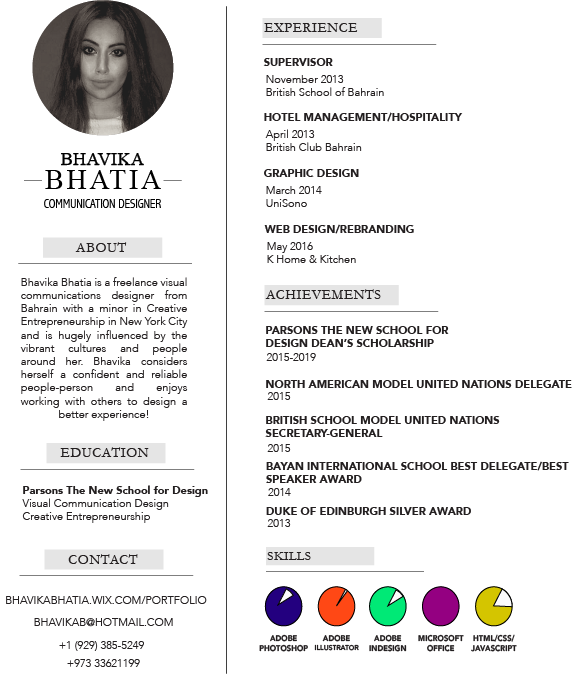 BHAVIKA
BHATIA
COMMUNICATION DESIGNER
ABOUT
Bhavika Bhatia is a freelance visual
communications designer from
Bahrain with a minor in Creative
Entrepreneurship in New York City
and is hugely influenced by the
vibrant cultures and people
around her. Bhavika considers
herself a confident and reliable
people-person and enjoys
working with others to design a
better experience!
EDUCATION
Parsons The New School for Design
Visual Communication Design
Creative Entrepreneurship
CONTACT
BHAVIKABHATIA.WIX.COM/PORTFOLIO
BHAVIKAB@HOTMAIL.COM
+1 (929) 385-5249
+973 33621199
EXPERIENCE
SUPERVISOR
November 2013
British School of Bahrain
HOTEL MANAGEMENT/HOSPITALITY
April 2013
British Club Bahrain
GRAPHIC DESIGN
March 2014
UniSono
WEB DESIGN/REBRANDING
May 2016
K Home & Kitchen
ACHIEVEMENTS
PARSONS THE NEW SCHOOL FOR
DESIGN DEAN'S SCHOLARSHIP
2015-2019
NORTH AMERICAN MODEL UNITED NATIONS DELEGATE
2015
BRITISH SCHOOL MODEL UNITED NATIONS
SECRETARY-GENERAL
2015
BAYAN INTERNATIONAL SCHOOL BEST DELEGATE/BEST
SPEAKER AWARD
2014
DUKE OF EDINBURGH SILVER AWARD
2013
SKILLS
ADOBE
PHOTOSHOP
ADOBE
ILLUSTRATOR
ADOBE
INDESIGN
MICROSOFT
OFFICE
HTML/CSS/
JAVASCRIPT